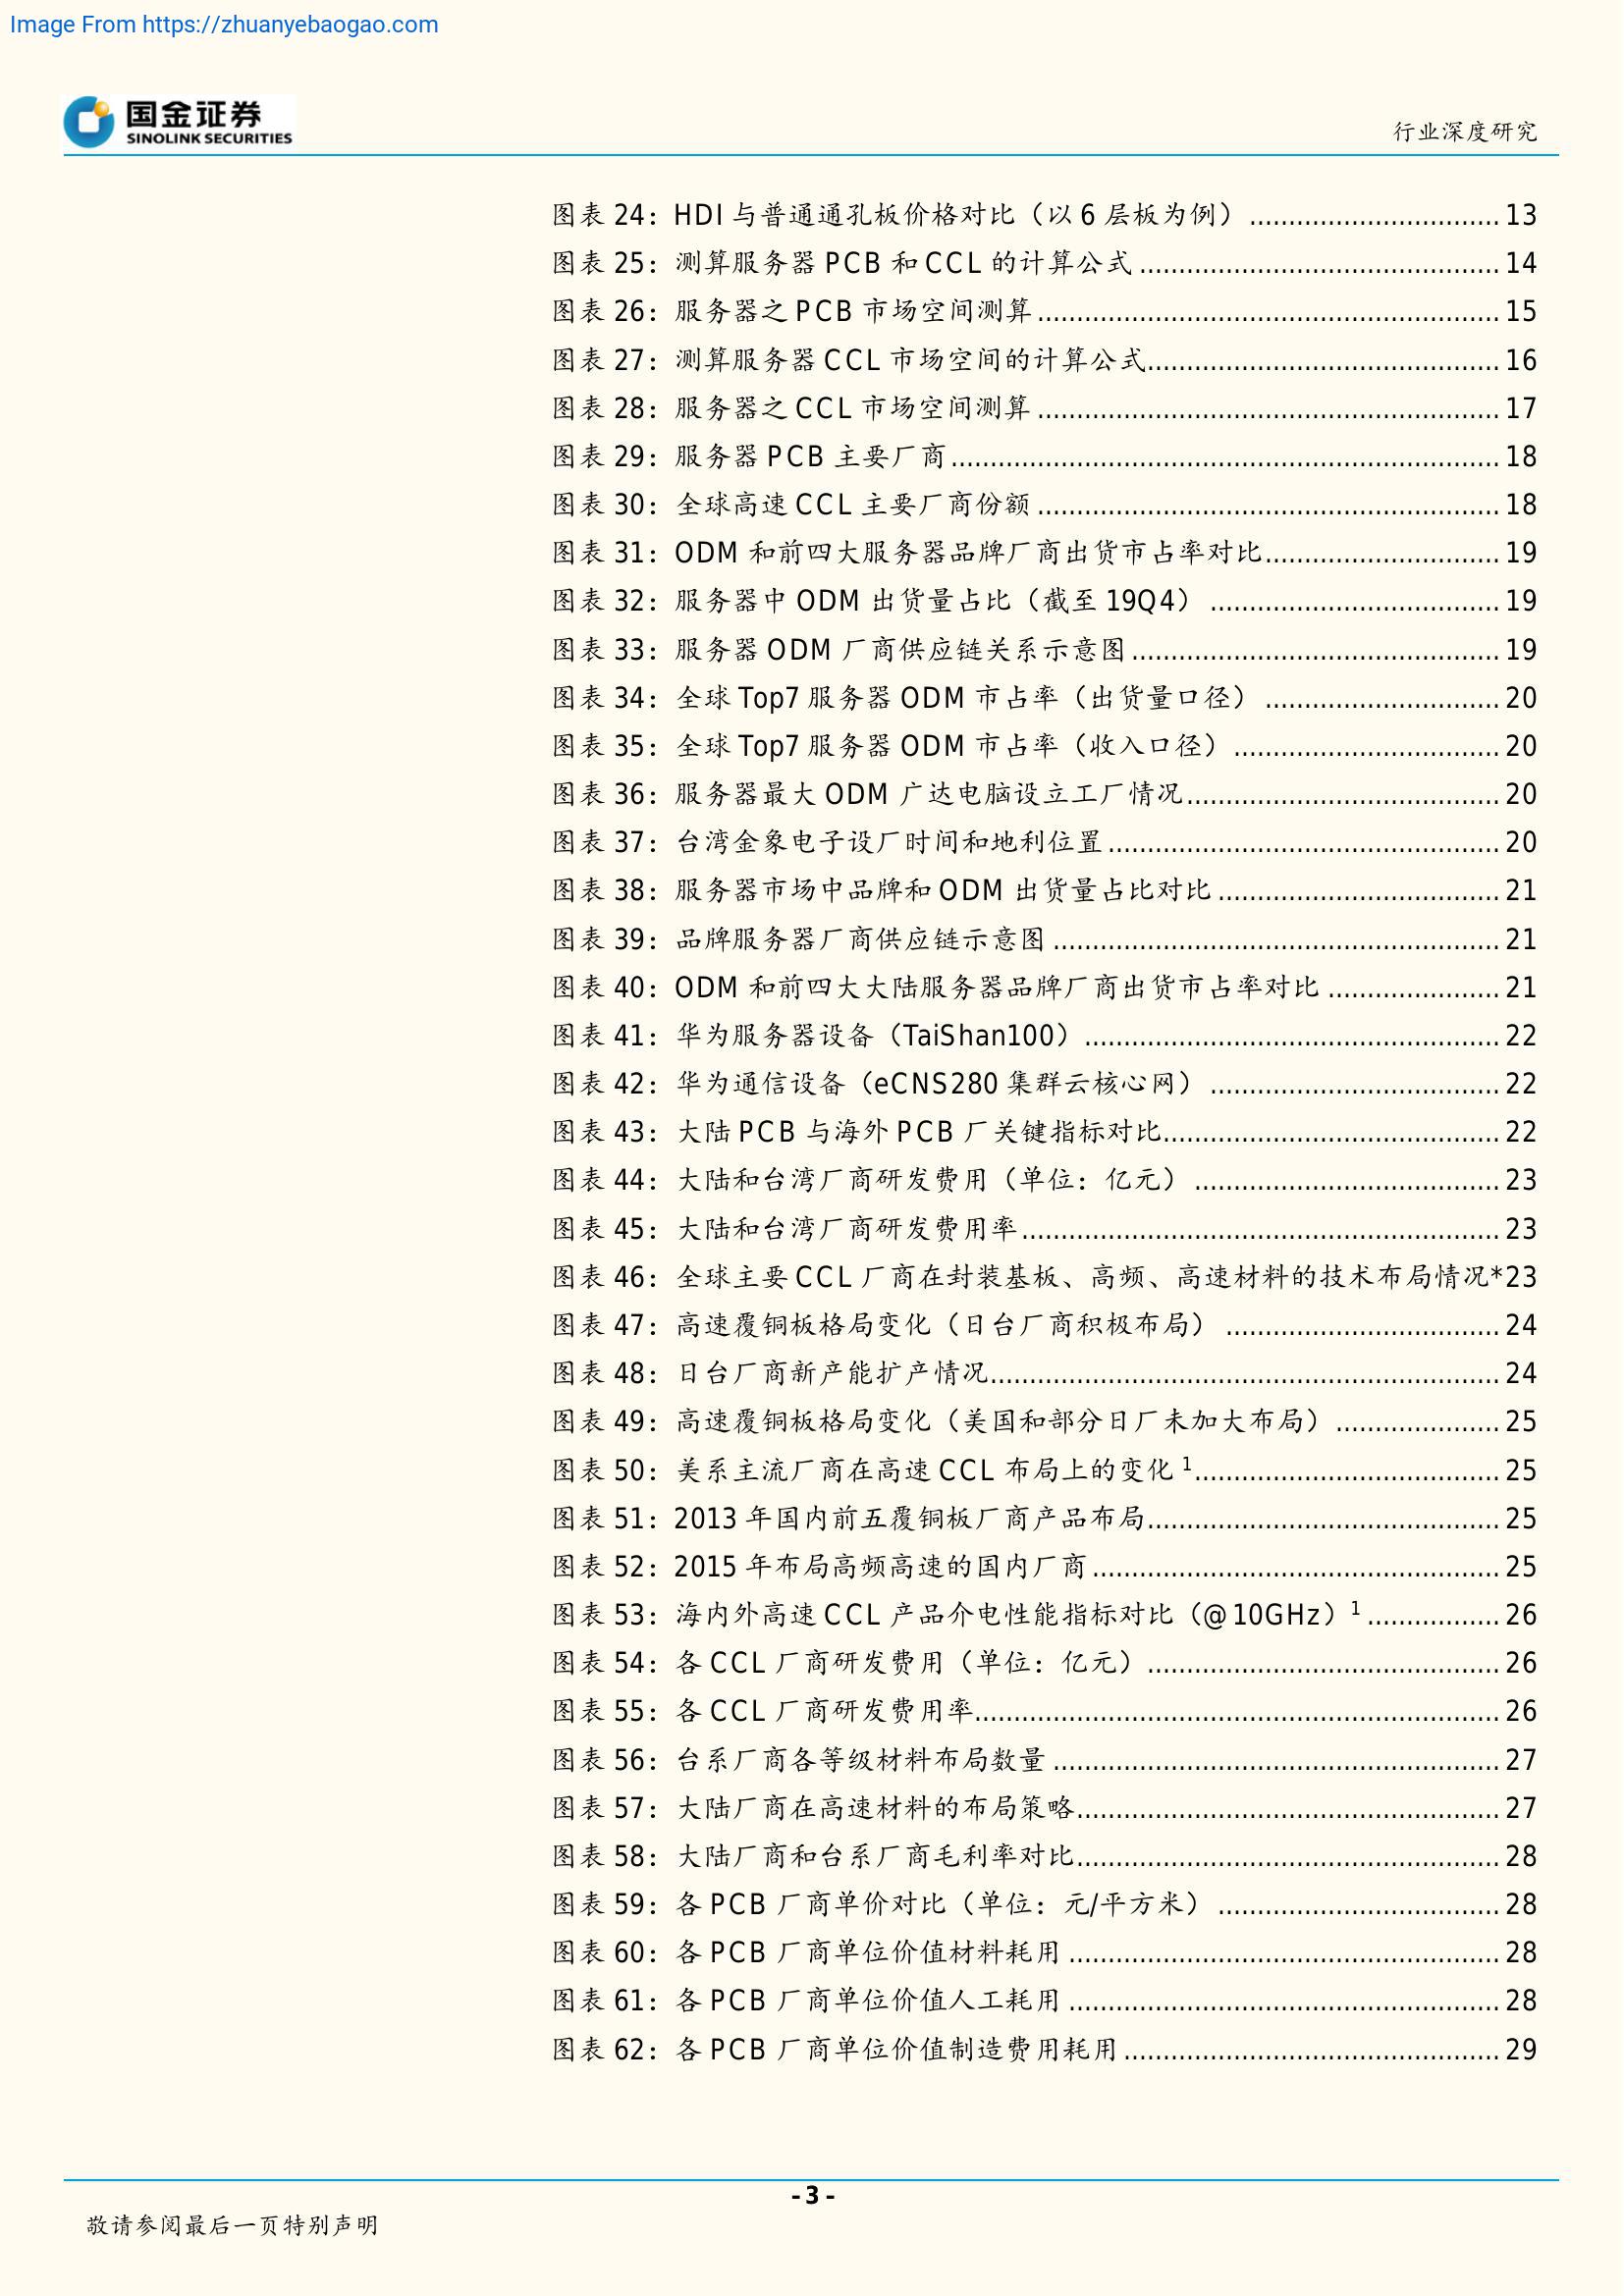 Image From https://zhuanyebaogao.com
国金证券
SINOLINK SECURITIES
行业深度研究
图表 24：HDI 与普通通孔板价格对比（以 6 层板为例）................................13
图表 25：测算服务器 PCB 和 CCL 的计算公式..............................................14
图表 26：服务器之 PCB 市场空间测算...........................................................15
图表 27：测算服务器 CCL 市场空间的计算公式.............................................16
图表 28：服务器之 CCL 市场空间测算...........................................................17
图表 29：服务器 PCB 主要厂商......................................................................18
图表 30：全球高速 CCL 主要厂商份额...........................................................18
图表 31：ODM 和前四大服务器品牌厂商出货市占率对比..............................19
图表 32：服务器中 ODM 出货量占比（截至 19Q4）.....................................19
图表 33：服务器 ODM 厂商供应链关系示意图...............................................19
图表 34：全球 Top7 服务器 ODM 市占率（出货量口径）..............................20
图表 35：全球 Top7 服务器 ODM 市占率（收入口径）..................................20
图表 36：服务器最大 ODM 广达电脑设立工厂情况........................................20
图表 37：台湾金象电子设厂时间和地利位置..................................................20
图表 38：服务器市场中品牌和 ODM 出货量占比对比....................................21
图表 39：品牌服务器厂商供应链示意图.........................................................21
图表 40：ODM 和前四大大陆服务器品牌厂商出货市占率对比......................21
图表 41：华为服务器设备（TaiShan100）.....................................................22
图表 42：华为通信设备（eCNS280 集群云核心网）.....................................22
图表 43：大陆 PCB 与海外 PCB 厂关键指标对比...........................................22
图表 44：大陆和台湾厂商研发费用（单位：亿元）.......................................23
图表 45：大陆和台湾厂商研发费用率.............................................................23
图表 46：全球主要 CCL 厂商在封装基板、高频、高速材料的技术布局情况*23
图表 47：高速覆铜板格局变化（日台厂商积极布局）...................................24
图表 48：日台厂商新产能扩产情况.................................................................24
图表 49：高速覆铜板格局变化（美国和部分日厂未加大布局）.....................25
图表 50：美系主流厂商在高速 CCL 布局上的变化 1.......................................25
图表 51：2013 年国内前五覆铜板厂商产品布局.............................................25
图表 52：2015 年布局高频高速的国内厂商....................................................25
图表 53：海内外高速 CCL 产品介电性能指标对比（@10GHz）1.................26
图表 54：各 CCL 厂商研发费用（单位：亿元）.............................................26
图表 55：各 CCL 厂商研发费用率...................................................................26
图表 56：台系厂商各等级材料布局数量.........................................................27
图表 57：大陆厂商在高速材料的布局策略......................................................27
图表 58：大陆厂商和台系厂商毛利率对比......................................................28
图表 59：各 PCB 厂商单价对比（单位：元/平方米）....................................28
图表 60：各 PCB 厂商单位价值材料耗用.......................................................28
图表 61：各 PCB 厂商单位价值人工耗用.......................................................28
图表 62：各 PCB 厂商单位价值制造费用耗用................................................29
- 3 -
敬请参阅最后一页特别声明